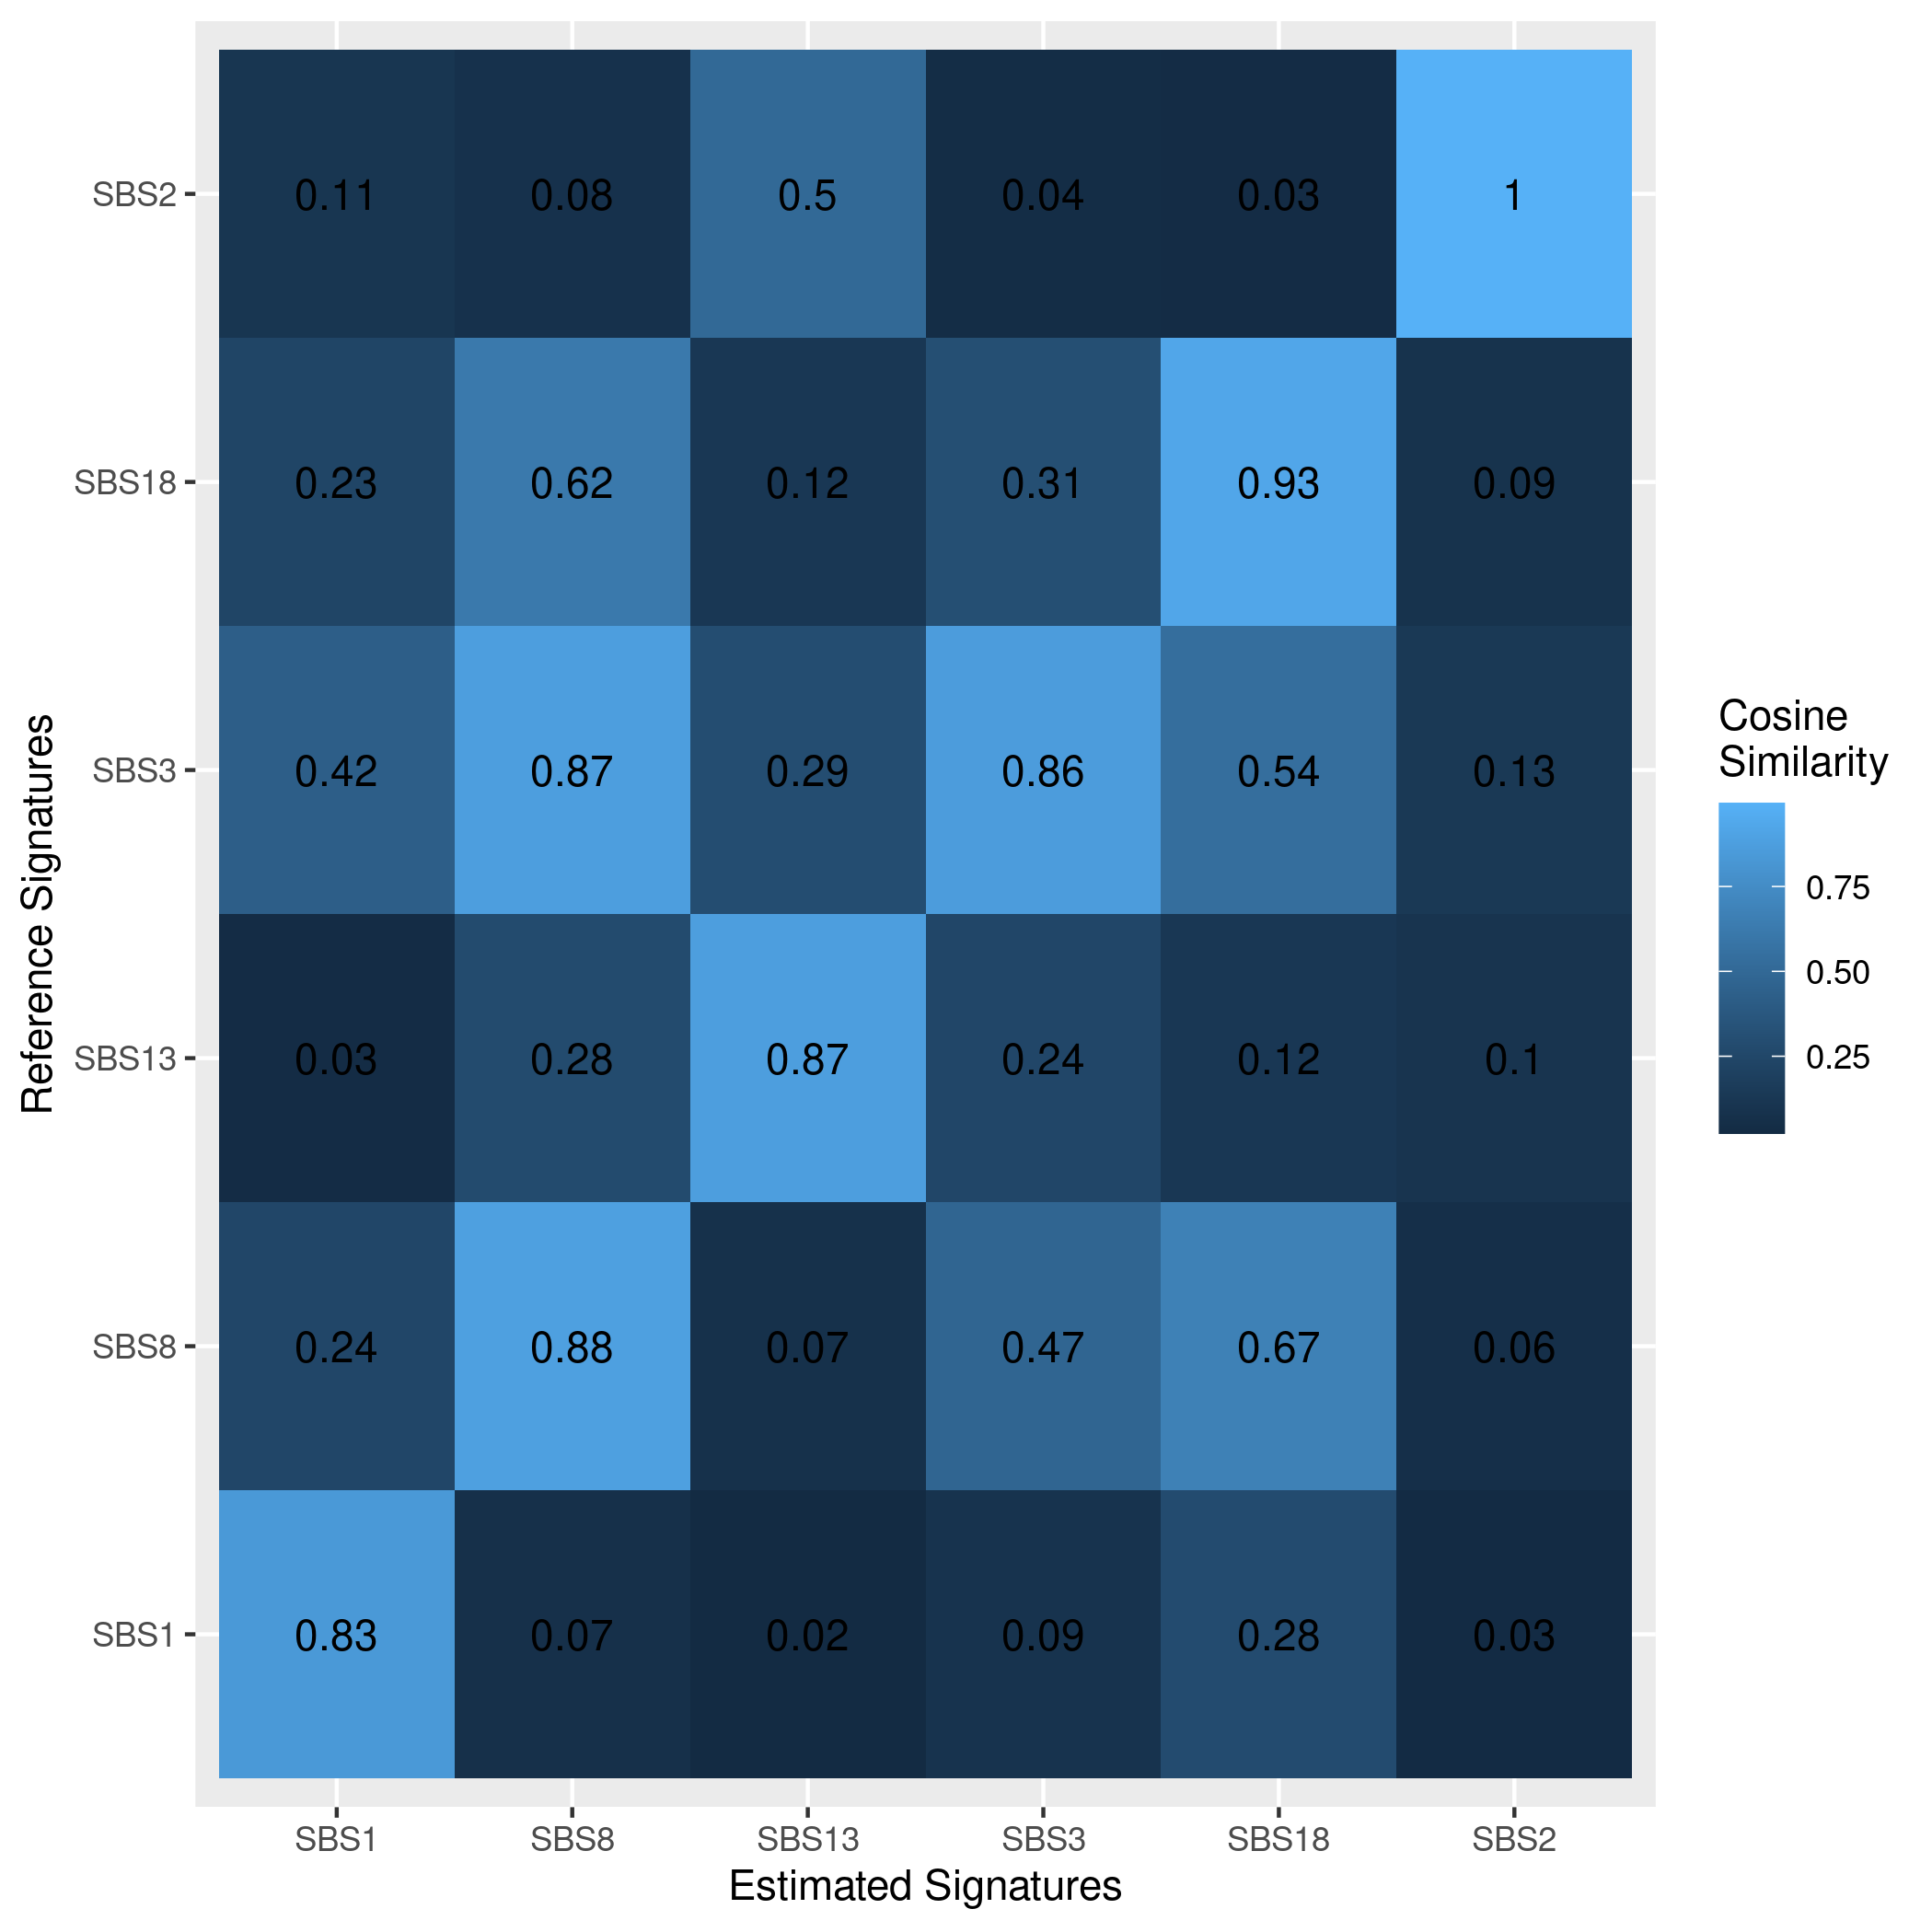 SBS2 0.11 0.08 0.5 0.04 0.03 1
SBS18 0.23 0.62 0.12 0.31 0.93 0.09
SBS3 0.42 0.87 0.29 0.86 0.54 0.13
SBS13 0.03 0.28 0.87 0.24 0.12 0.1
SBS8 0.24 0.88 0.07 0.47 0.67 0.06
SBS1 0.83 0.07 0.02 0.09 0.28 0.03
SBS1 SBS8 SBS13 SBS3 SBS18 SBS2
Estimated Signatures
Reference Signatures
Cosine
Similarity
0.75
0.50
0.25